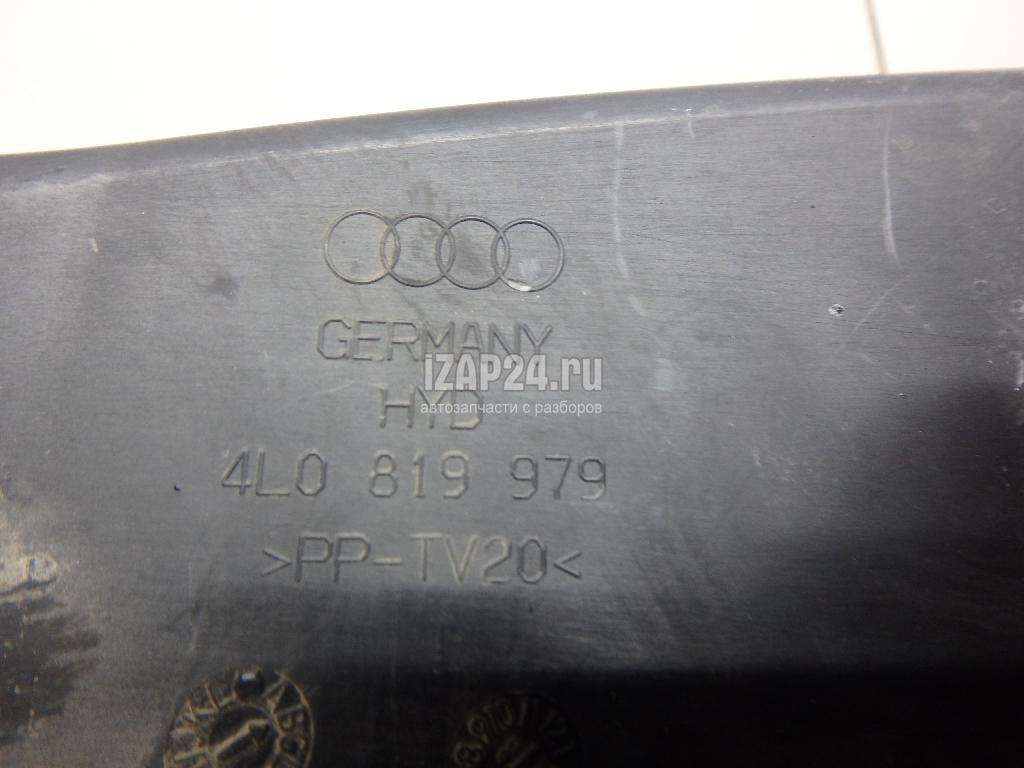 GERMANY
iZAP24.ru
HYD
автозапчасти с разборов
4L0 819 979
>PP-TV20<